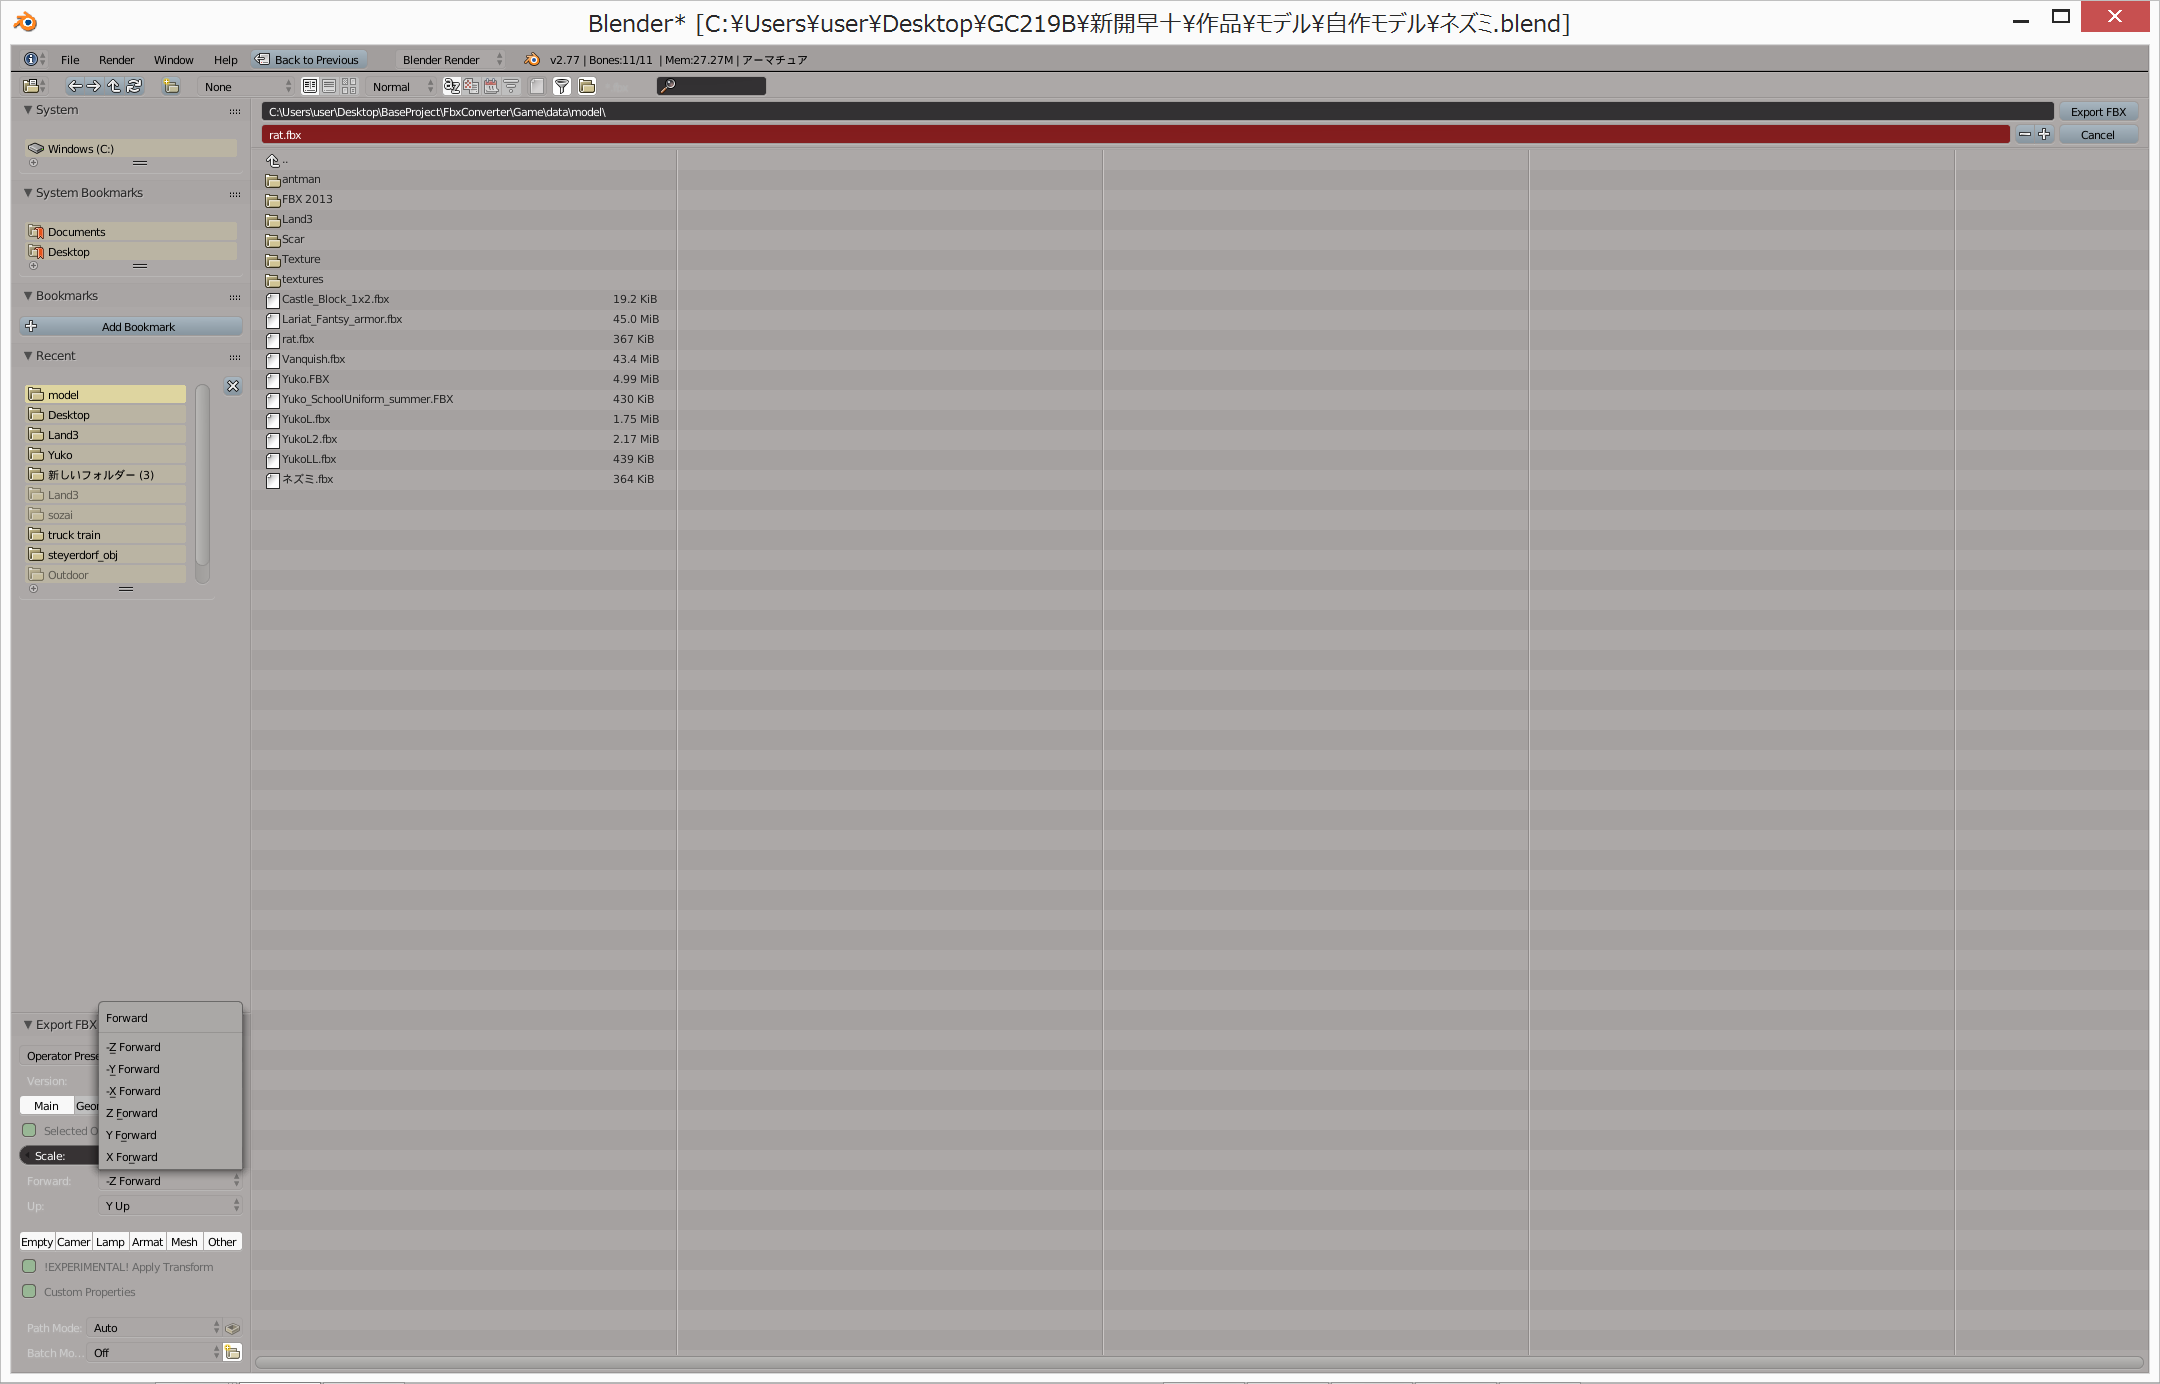 Blender* [C:¥Users¥user¥Desktop¥GC219B¥新開早十¥作品¥モデル¥自作モデル¥ネズミ.blend]
File Render Window Help Back to Previous Blender Render v2.77 | Bones:11/11 | Mem:27.27M | アーマチュア
None Normal
System
Windows (C:)
System Bookmarks
Documents
Desktop
Bookmarks
Add Bookmark
Recent
model
Desktop
Land3
Yuko
新しいフォルダー (3)
Land3
sozai
truck train
steyerdorf_obj
Outdoor
C:\Users\user\Desktop\BaseProject\FbxConverter\Game\data\model\ Export FBX
rat.fbx Cancel
..
antman
FBX 2013
Land3
Scar
Texture
textures
Castle_Block_1x2.fbx 19.2 KiB
Lariat_Fantsy_armor.fbx 45.0 MiB
rat.fbx 367 KiB
Vanquish.fbx 43.4 MiB
Yuko.FBX 4.99 MiB
Yuko_SchoolUniform_summer.FBX 430 KiB
YukoL.fbx 1.75 MiB
YukoL2.fbx 2.17 MiB
YukoLL.fbx 439 KiB
ネズミ.fbx 364 KiB
Export FBX
Operator Prese
Version:
Main Geo
Selected O
Scale:
Forward
-Z Forward
-Y Forward
-X Forward
Z Forward
Y Forward
X Forward
Forward: -Z Forward
Up: Y Up
Empty Camer Lamp Armat Mesh Other
!EXPERIMENTAL! Apply Transform
Custom Properties
Path Mode: Auto
Batch Mo... Off